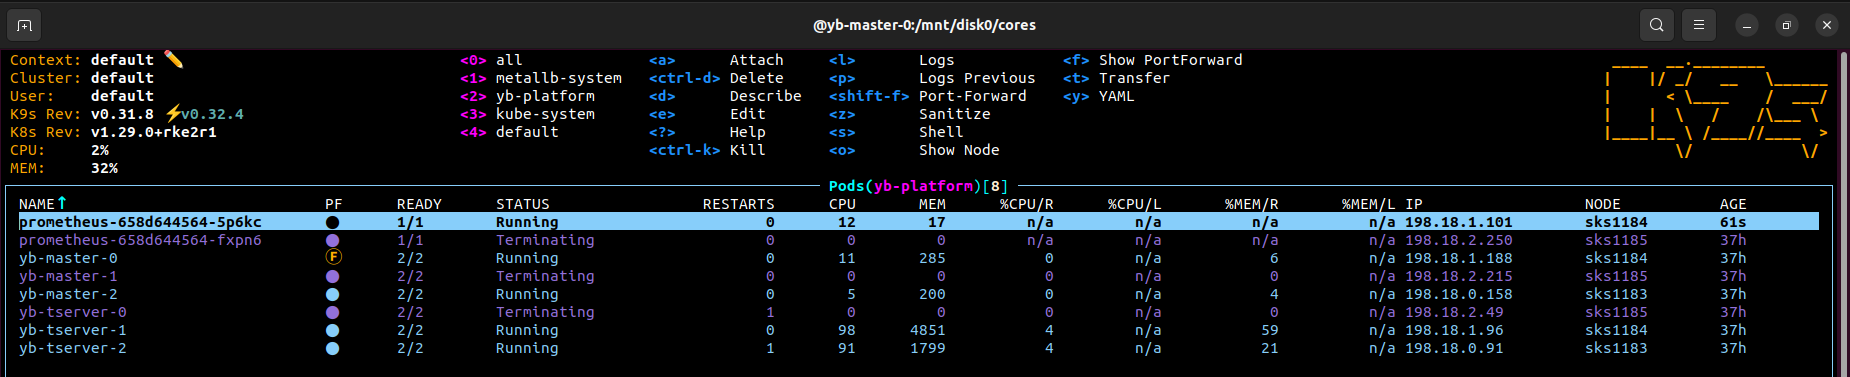 @yb-master-0:/mnt/disk0/cores
Context: default <0> all <a> Attach <l> Logs <f> Show PortForward
Cluster: default <1> metallb-system <ctrl-d> Delete <p> Logs Previous <t> Transfer
User: default <2> yb-platform <d> Describe <shift-f> Port-Forward <y> YAML
K9s Rev: v0.31.8 ⚡v0.32.4 <3> kube-system <e> Edit <z> Sanitize
K8s Rev: v1.29.0+rke2r1 <4> default <?> Help <s> Shell
CPU: 2% <ctrl-k> Kill <o> Show Node
MEM: 32%
Pods(yb-platform)[8]
NAME↑ PF READY STATUS RESTARTS CPU MEM %CPU/R %CPU/L %MEM/R %MEM/L IP NODE AGE
prometheus-658d644564-5p6kc ● 1/1 Running 0 12 17 n/a n/a n/a n/a 198.18.1.101 sks1184 61s
prometheus-658d644564-fxpn6 ● 1/1 Terminating 0 0 0 n/a n/a n/a n/a 198.18.2.250 sks1185 37h
yb-master-0 Ⓕ 2/2 Running 0 11 285 0 n/a 6 n/a 198.18.1.188 sks1184 37h
yb-master-1 ● 2/2 Terminating 0 0 0 0 n/a 0 n/a 198.18.2.215 sks1185 37h
yb-master-2 ● 2/2 Running 0 5 200 0 n/a 4 n/a 198.18.0.158 sks1183 37h
yb-tserver-0 ● 2/2 Terminating 1 0 0 0 n/a 0 n/a 198.18.2.49 sks1185 37h
yb-tserver-1 ● 2/2 Running 0 98 4851 4 n/a 59 n/a 198.18.1.96 sks1184 37h
yb-tserver-2 ● 2/2 Running 1 91 1799 4 n/a 21 n/a 198.18.0.91 sks1183 37h